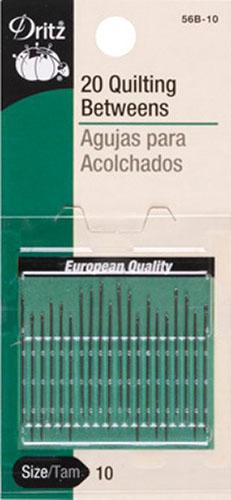 56B-10
Dritz
20 Quilting
Betweens
Agujas para
Acolchados
European Quality
Size/Tam. 10